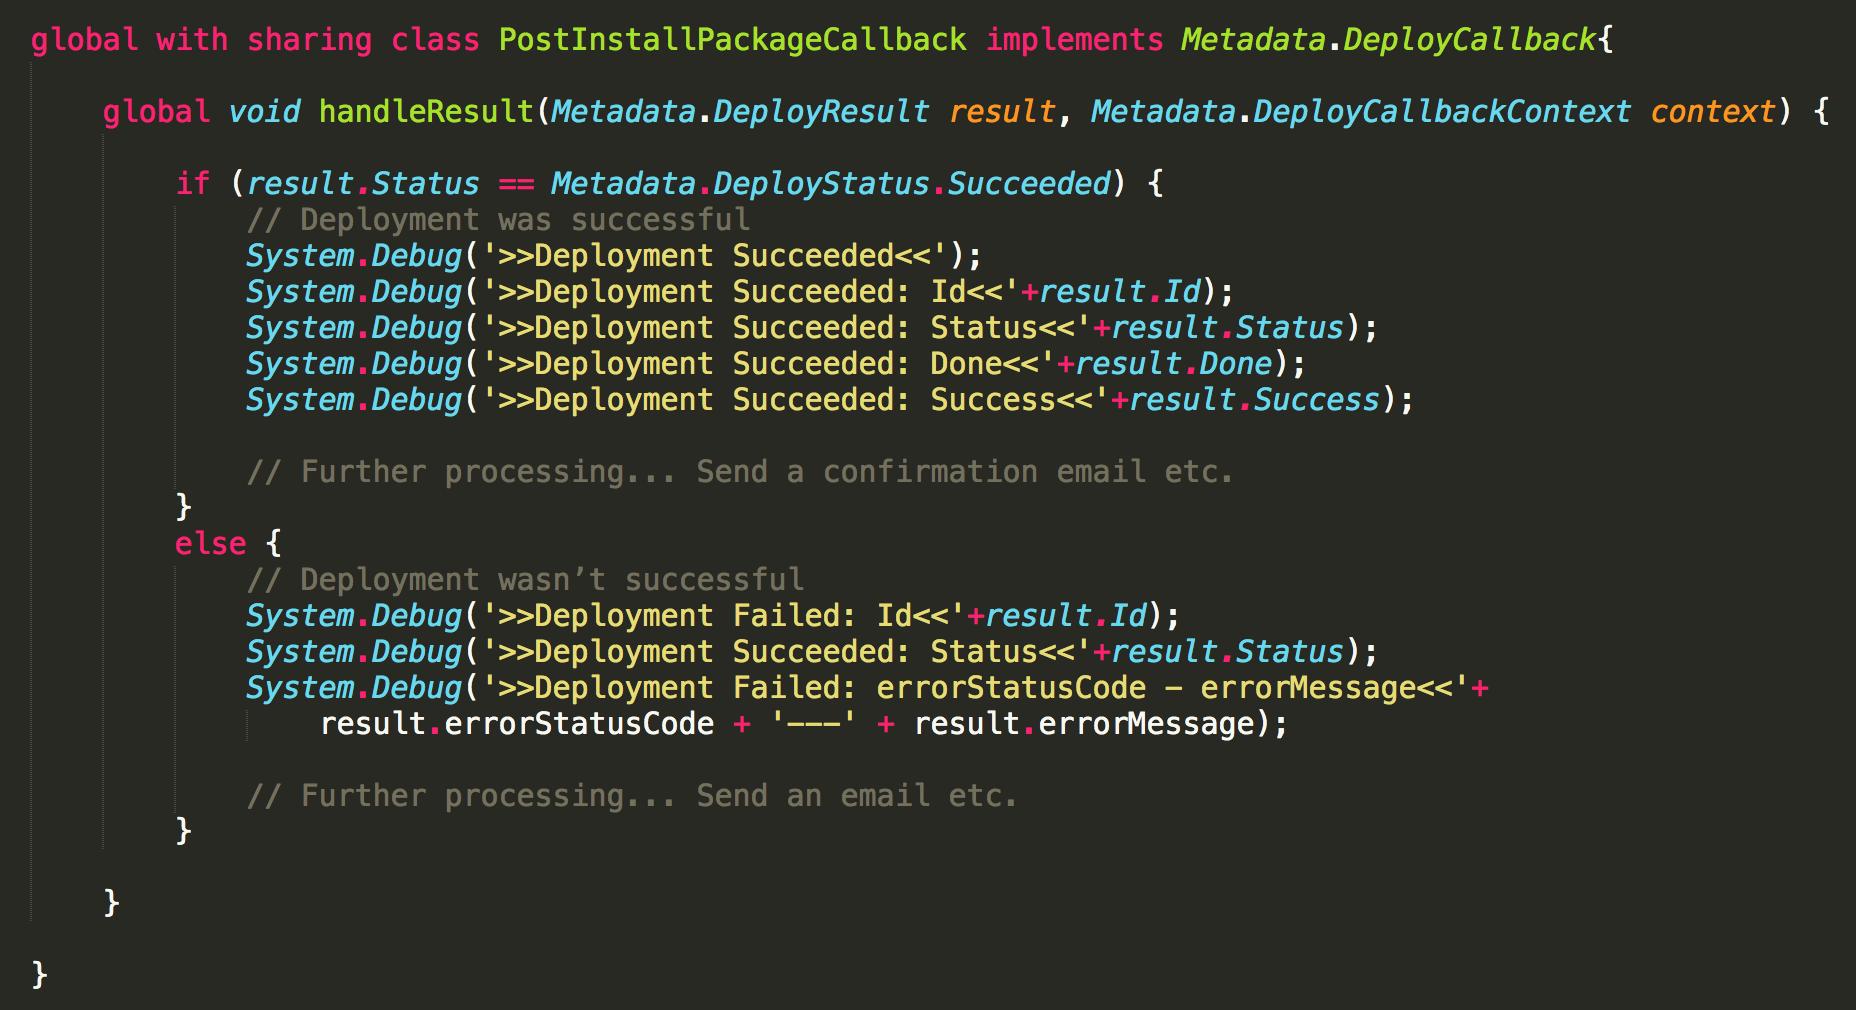 global with sharing class PostInstallPackageCallback implements Metadata.DeployCallback{
global void handleResult(Metadata.DeployResult result, Metadata.DeployCallbackContext context) {
if (result.Status == Metadata.DeployStatus.Succeeded) {
// Deployment was successful
System.Debug('>>Deployment Succeeded<<');
System.Debug('>>Deployment Succeeded: Id<<'+result.Id);
System.Debug('>>Deployment Succeeded: Status<<'+result.Status);
System.Debug('>>Deployment Succeeded: Done<<'+result.Done);
System.Debug('>>Deployment Succeeded: Success<<'+result.Success);
// Further processing... Send a confirmation email etc.
}
else {
// Deployment wasn’t successful
System.Debug('>>Deployment Failed: Id<<'+result.Id);
System.Debug('>>Deployment Succeeded: Status<<'+result.Status);
System.Debug('>>Deployment Failed: errorStatusCode - errorMessage<<'+
result.errorStatusCode + '---' + result.errorMessage);
// Further processing... Send an email etc.
}
}
}